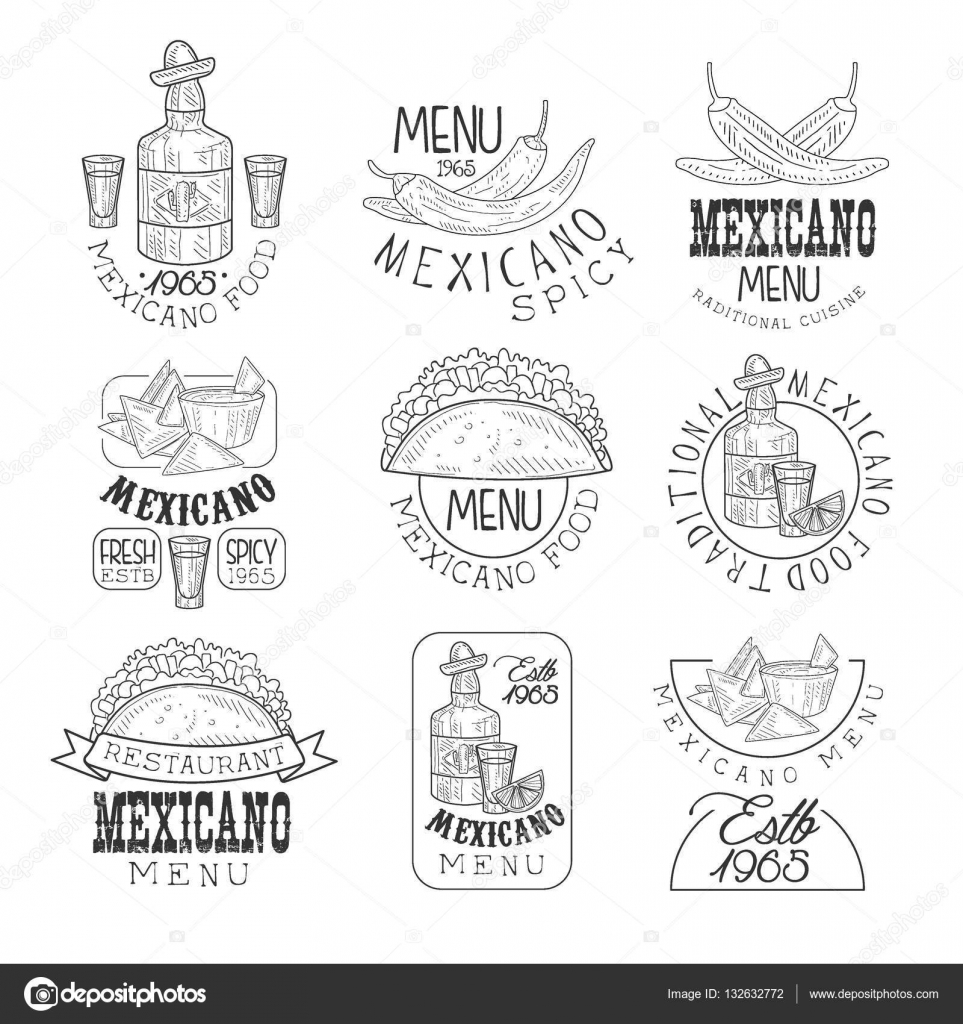 MEXICANO FOOD
·1965·
MENU
1965
MEXICANO
SPICY
MEXICANO
MENU
RADITIONAL CUISINE
MEXICANO
FRESH
ESTB
SPICY
1965
MENU
MEXICANO FOOD
TRADITIONAL MEXICANO FOOD
RESTAURANT
MEXICANO
MENU
Estb
1965
MEXICANO
MENU
MEXICANO MENU
Estb
1965
depositphotos
Image ID: 132632772
www.depositphotos.com